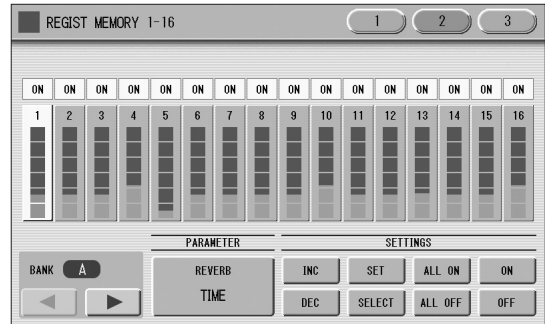 REGIST MEMORY 1-16 1 2 3
ON ON ON ON ON ON ON ON ON ON ON ON ON ON ON ON
1 2 3 4 5 6 7 8 9 10 11 12 13 14 15 16
PARAMETER SETTINGS
BANK A REVERB INC SET ALL ON ON
TIME DEC SELECT ALL OFF OFF